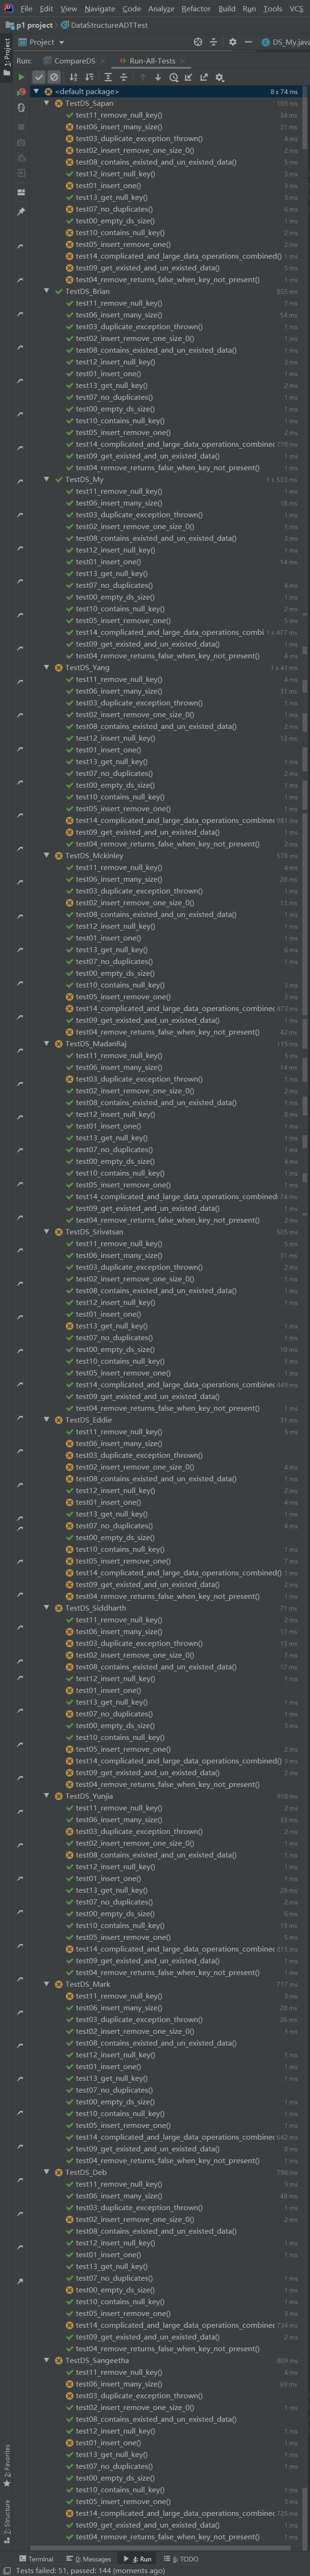 File Edit View Navigate Code Analyze Refactor Build Run Tools VCS
p1 project DataStructureADTTest
1: Project
Project DS_My.java
Run: CompareDS Run-All-Tests
<default package> 8 s 74 ms
TestDS_Sapan 103 ms
test11_remove_null_key() 34 ms
test06_insert_many_size() 31 ms
test03_duplicate_exception_thrown() 4 ms
test02_insert_remove_one_size_0() 2 ms
test08_contains_existed_and_un_existed_data() 5 ms
test12_insert_null_key() 3 ms
test01_insert_one() 3 ms
test13_get_null_key() 3 ms
test07_no_duplicates() 6 ms
test00_empty_ds_size() 1 ms
test10_contains_null_key() 2 ms
test05_insert_remove_one() 2 ms
test14_complicated_and_large_data_operations_combined() 1 ms
test09_get_existed_and_un_existed_data() 5 ms
test04_remove_returns_false_when_key_not_present() 1 ms
TestDS_Brian 855 ms
test11_remove_null_key() 7 ms
test06_insert_many_size() 54 ms
test03_duplicate_exception_thrown() 1 ms
test02_insert_remove_one_size_0() 1 ms
test08_contains_existed_and_un_existed_data() 1 ms
test12_insert_null_key() 3 ms
test01_insert_one() 1 ms
test13_get_null_key() 2 ms
test07_no_duplicates() 1 ms
test00_empty_ds_size() 1 ms
test10_contains_null_key() 1 ms
test05_insert_remove_one() 2 ms
test14_complicated_and_large_data_operations_combined 778 ms
test09_get_existed_and_un_existed_data() 1 ms
test04_remove_returns_false_when_key_not_present() 1 ms
TestDS_My 1 s 533 ms
test11_remove_null_key() 1 ms
test06_insert_many_size() 18 ms
test03_duplicate_exception_thrown() 1 ms
test02_insert_remove_one_size_0() 1 ms
test08_contains_existed_and_un_existed_data() 3 ms
test12_insert_null_key() 1 ms
test01_insert_one() 14 ms
test13_get_null_key()
test07_no_duplicates() 4 ms
test00_empty_ds_size() 1 ms
test10_contains_null_key() 2 ms
test05_insert_remove_one() 5 ms
test14_complicated_and_large_data_operations_combi 1 s 477 ms
test09_get_existed_and_un_existed_data() 1 ms
test04_remove_returns_false_when_key_not_present() 4 ms
TestDS_Yang 1 s 41 ms
test11_remove_null_key() 4 ms
test06_insert_many_size() 31 ms
test03_duplicate_exception_thrown() 1 ms
test02_insert_remove_one_size_0() 1 ms
test08_contains_existed_and_un_existed_data() 2 ms
test12_insert_null_key() 12 ms
test01_insert_one() 1 ms
test13_get_null_key() 1 ms
test07_no_duplicates() 2 ms
test00_empty_ds_size() 1 ms
test10_contains_null_key() 1 ms
test05_insert_remove_one() 1 ms
test14_complicated_and_large_data_operations_combined 981 ms
test09_get_existed_and_un_existed_data() 1 ms
test04_remove_returns_false_when_key_not_present() 2 ms
TestDS_Mckinley 578 ms
test11_remove_null_key() 4 ms
test06_insert_many_size() 28 ms
test03_duplicate_exception_thrown() 1 ms
test02_insert_remove_one_size_0() 13 ms
test08_contains_existed_and_un_existed_data() 1 ms
test12_insert_null_key() 1 ms
test01_insert_one() 1 ms
test13_get_null_key() 6 ms
test07_no_duplicates() 1 ms
test00_empty_ds_size()
test10_contains_null_key() 3 ms
test05_insert_remove_one() 3 ms
test14_complicated_and_large_data_operations_combined 473 ms
test09_get_existed_and_un_existed_data() 1 ms
test04_remove_returns_false_when_key_not_present() 42 ms
TestDS_MadanRaj 115 ms
test11_remove_null_key() 3 ms
test06_insert_many_size() 14 ms
test03_duplicate_exception_thrown() 1 ms
test02_insert_remove_one_size_0() 2 ms
test08_contains_existed_and_un_existed_data() 1 ms
test12_insert_null_key() 8 ms
test01_insert_one() 1 ms
test13_get_null_key() 1 ms
test07_no_duplicates() 1 ms
test00_empty_ds_size() 4 ms
test10_contains_null_key() 1 ms
test05_insert_remove_one() 1 ms
test14_complicated_and_large_data_operations_combined 74 ms
test09_get_existed_and_un_existed_data() 1 ms
test04_remove_returns_false_when_key_not_present() 2 ms
TestDS_Srivatsan 505 ms
test11_remove_null_key() 5 ms
test06_insert_many_size() 31 ms
test03_duplicate_exception_thrown() 2 ms
test02_insert_remove_one_size_0() 1 ms
test08_contains_existed_and_un_existed_data() 1 ms
test12_insert_null_key() 1 ms
test01_insert_one()
test13_get_null_key() 1 ms
test07_no_duplicates() 1 ms
test00_empty_ds_size() 10 ms
test10_contains_null_key() 1 ms
test05_insert_remove_one() 1 ms
test14_complicated_and_large_data_operations_combined 449 ms
test09_get_existed_and_un_existed_data()
test04_remove_returns_false_when_key_not_present() 1 ms
TestDS_Eddie 31 ms
test11_remove_null_key() 3 ms
test06_insert_many_size()
test03_duplicate_exception_thrown()
test02_insert_remove_one_size_0() 4 ms
test08_contains_existed_and_un_existed_data() 1 ms
test12_insert_null_key() 2 ms
test01_insert_one() 4 ms
test13_get_null_key() 1 ms
test07_no_duplicates() 4 ms
test00_empty_ds_size()
test10_contains_null_key() 1 ms
test05_insert_remove_one() 7 ms
test14_complicated_and_large_data_operations_combined() 1 ms
test09_get_existed_and_un_existed_data() 2 ms
test04_remove_returns_false_when_key_not_present() 1 ms
TestDS_Siddharth 71 ms
test11_remove_null_key() 2 ms
test06_insert_many_size() 17 ms
test03_duplicate_exception_thrown() 15 ms
test02_insert_remove_one_size_0() 7 ms
test08_contains_existed_and_un_existed_data() 17 ms
test12_insert_null_key() 1 ms
test01_insert_one()
test13_get_null_key() 1 ms
test07_no_duplicates() 1 ms
test00_empty_ds_size() 3 ms
test10_contains_null_key()
test05_insert_remove_one() 2 ms
test14_complicated_and_large_data_operations_combined() 3 ms
test09_get_existed_and_un_existed_data() 2 ms
test04_remove_returns_false_when_key_not_present()
TestDS_Yunjia 918 ms
test11_remove_null_key() 2 ms
test06_insert_many_size() 33 ms
test03_duplicate_exception_thrown() 2 ms
test02_insert_remove_one_size_0() 1 ms
test08_contains_existed_and_un_existed_data() 1 ms
test12_insert_null_key() 1 ms
test01_insert_one() 1 ms
test13_get_null_key() 28 ms
test07_no_duplicates() 2 ms
test00_empty_ds_size() 6 ms
test10_contains_null_key() 19 ms
test05_insert_remove_one() 5 ms
test14_complicated_and_large_data_operations_combined 815 ms
test09_get_existed_and_un_existed_data() 1 ms
test04_remove_returns_false_when_key_not_present() 1 ms
TestDS_Mark 717 ms
test11_remove_null_key() 3 ms
test06_insert_many_size() 28 ms
test03_duplicate_exception_thrown() 26 ms
test02_insert_remove_one_size_0() 3 ms
test08_contains_existed_and_un_existed_data()
test12_insert_null_key() 1 ms
test01_insert_one() 1 ms
test13_get_null_key() 1 ms
test07_no_duplicates()
test00_empty_ds_size() 1 ms
test10_contains_null_key() 1 ms
test05_insert_remove_one() 1 ms
test14_complicated_and_large_data_operations_combined 642 ms
test09_get_existed_and_un_existed_data() 8 ms
test04_remove_returns_false_when_key_not_present() 1 ms
TestDS_Deb 798 ms
test11_remove_null_key() 3 ms
test06_insert_many_size() 48 ms
test03_duplicate_exception_thrown() 1 ms
test02_insert_remove_one_size_0() 2 ms
test08_contains_existed_and_un_existed_data()
test12_insert_null_key() 1 ms
test01_insert_one() 1 ms
test13_get_null_key()
test07_no_duplicates() 1 ms
test00_empty_ds_size() 1 ms
test10_contains_null_key() 1 ms
test05_insert_remove_one() 3 ms
test14_complicated_and_large_data_operations_combined 734 ms
test09_get_existed_and_un_existed_data() 2 ms
test04_remove_returns_false_when_key_not_present()
TestDS_Sangeetha 809 ms
test11_remove_null_key() 4 ms
test06_insert_many_size() 69 ms
test03_duplicate_exception_thrown()
test02_insert_remove_one_size_0() 1 ms
test08_contains_existed_and_un_existed_data()
test12_insert_null_key() 1 ms
test01_insert_one() 1 ms
test13_get_null_key() 1 ms
test07_no_duplicates() 1 ms
test00_empty_ds_size()
test10_contains_null_key() 1 ms
test05_insert_remove_one() 3 ms
test14_complicated_and_large_data_operations_combined 725 ms
test09_get_existed_and_un_existed_data() 1 ms
test04_remove_returns_false_when_key_not_present() 1 ms
2: Favorites
7: Structure
Terminal 0: Messages 4: Run 6: TODO
Tests failed: 51, passed: 144 (moments ago)